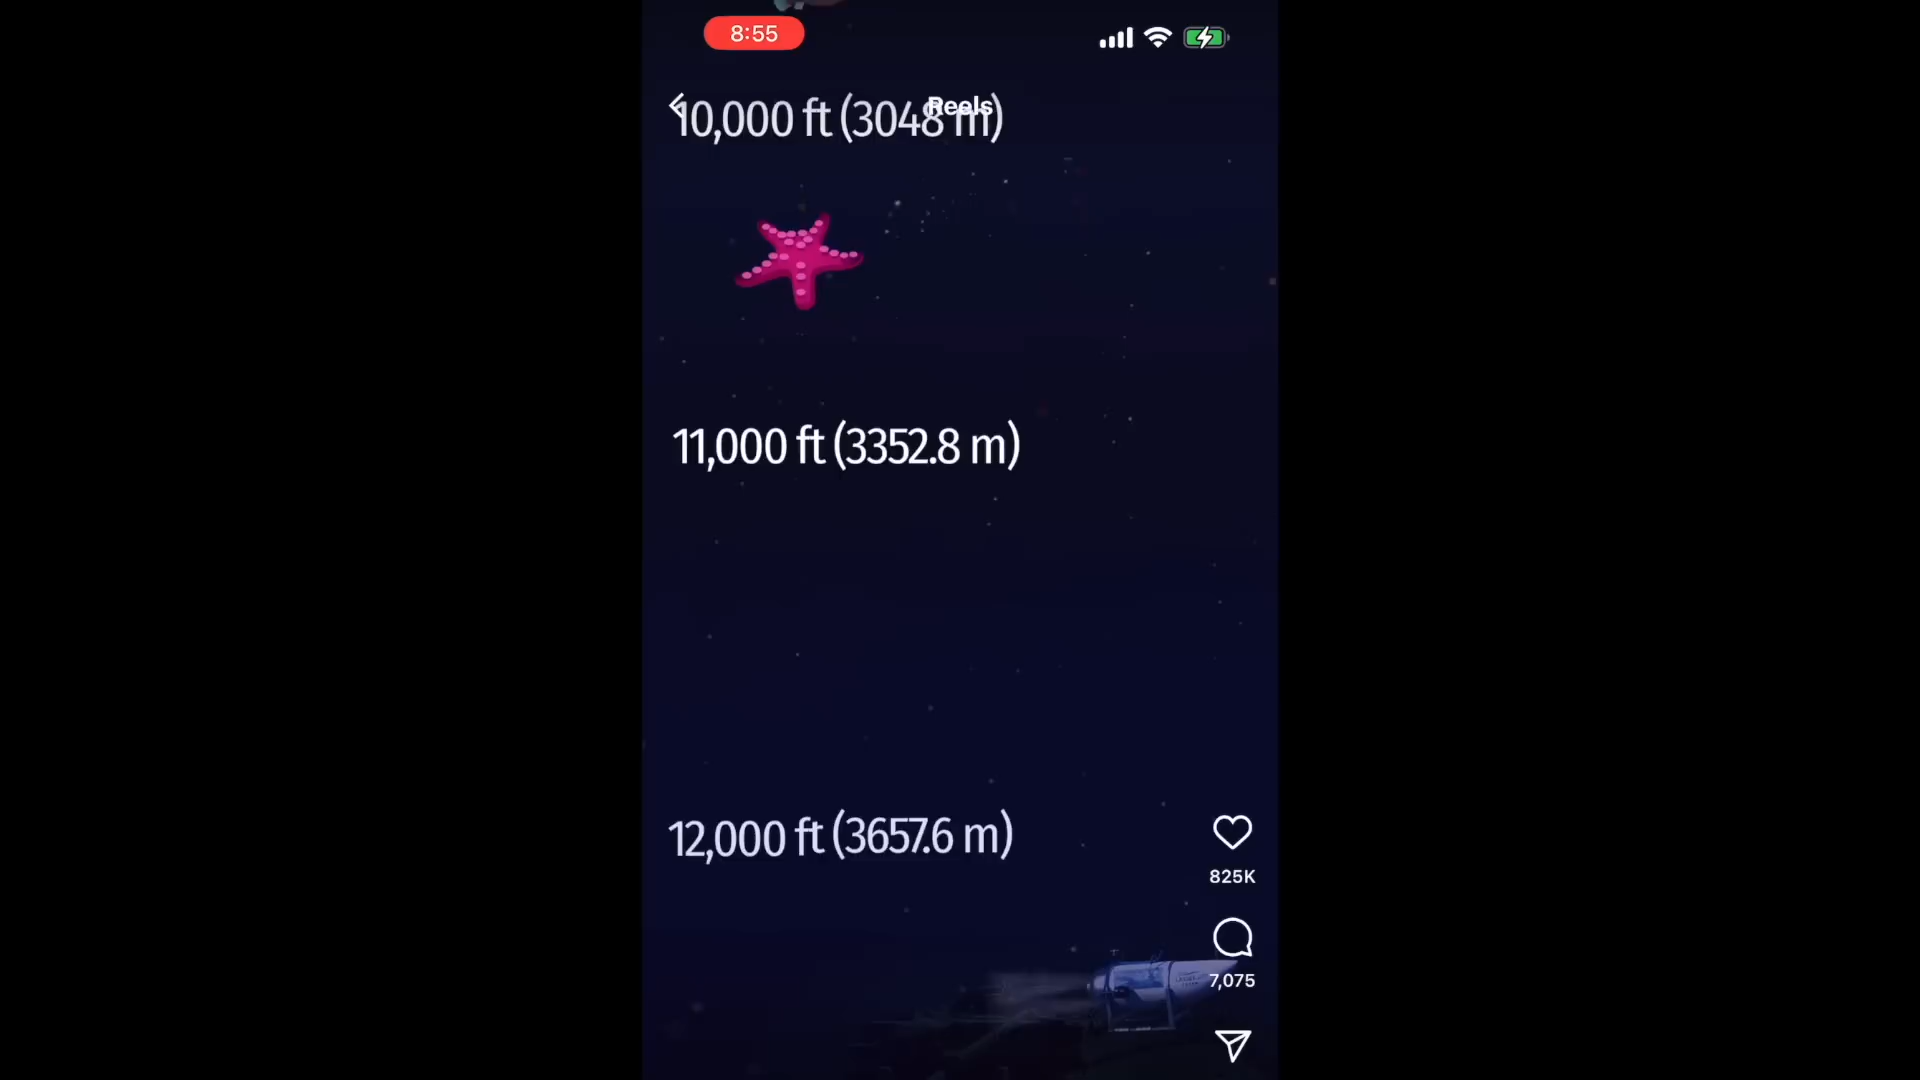 8:55
Reels
10,000 ft (3048 m)
11,000 ft (3352.8 m)
12,000 ft (3657.6 m)
825K
7,075